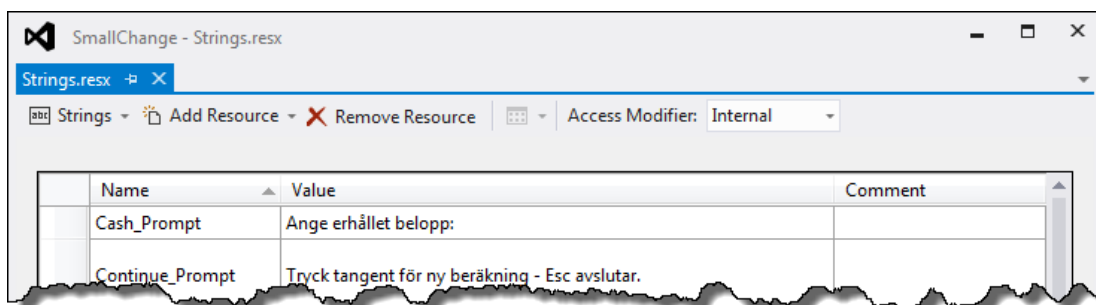 SmallChange - Strings.resx
Strings.resx
abc Strings Add Resource Remove Resource Access Modifier: Internal
Name Value Comment
Cash_Prompt Ange erhållet belopp:
Continue_Prompt Tryck tangent för ny beräkning - Esc avslutar.